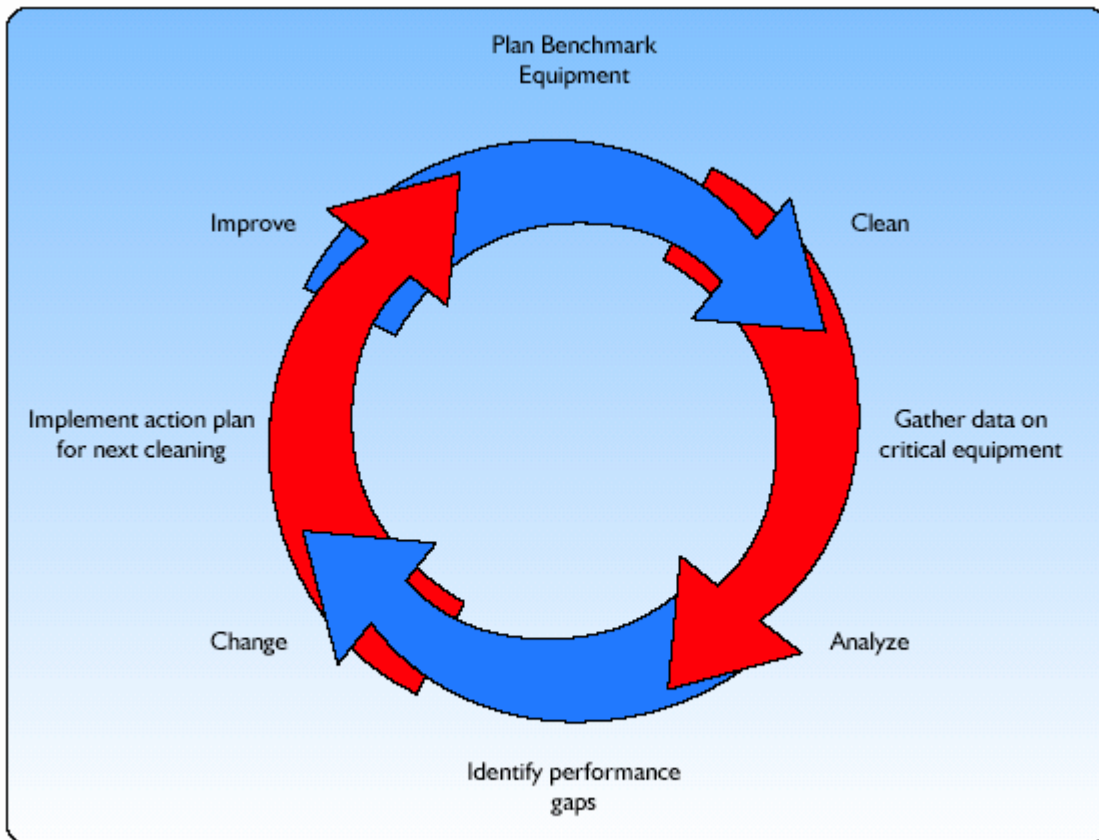 Plan Benchmark
Equipment
Improve
Clean
Implement action plan
for next cleaning
Gather data on
critical equipment
Change
Analyze
Identify performance
gaps